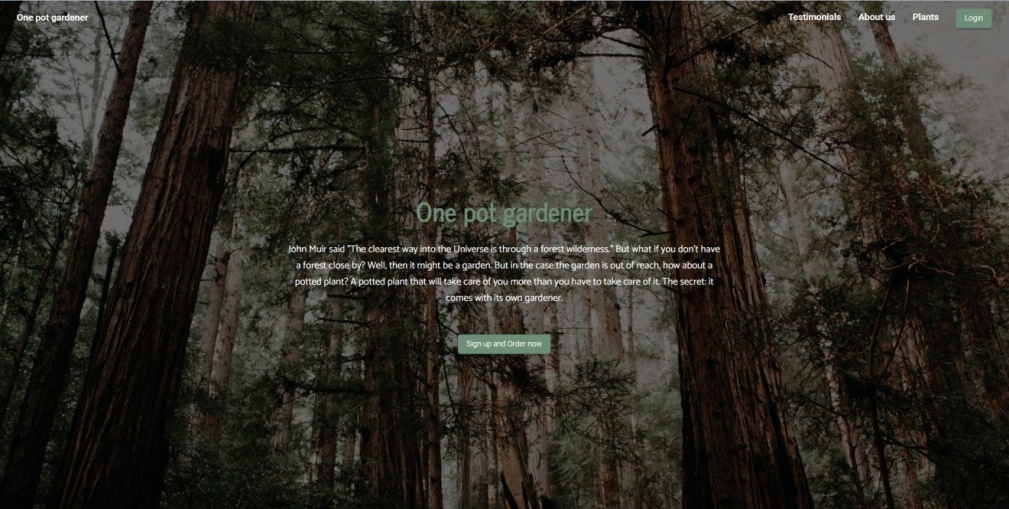 One pot gardener
Testimonials About us Plants Login
One pot gardener
John Muir said "The clearest way into the Universe is through a forest wilderness." But what if you don't have
a forest close by? Well, then it might be a garden. But in the case the garden is out of reach, how about a
potted plant? A potted plant that will take care of you more than you have to take care of it. The secret: it
comes with its own gardener.
Sign up and Order now